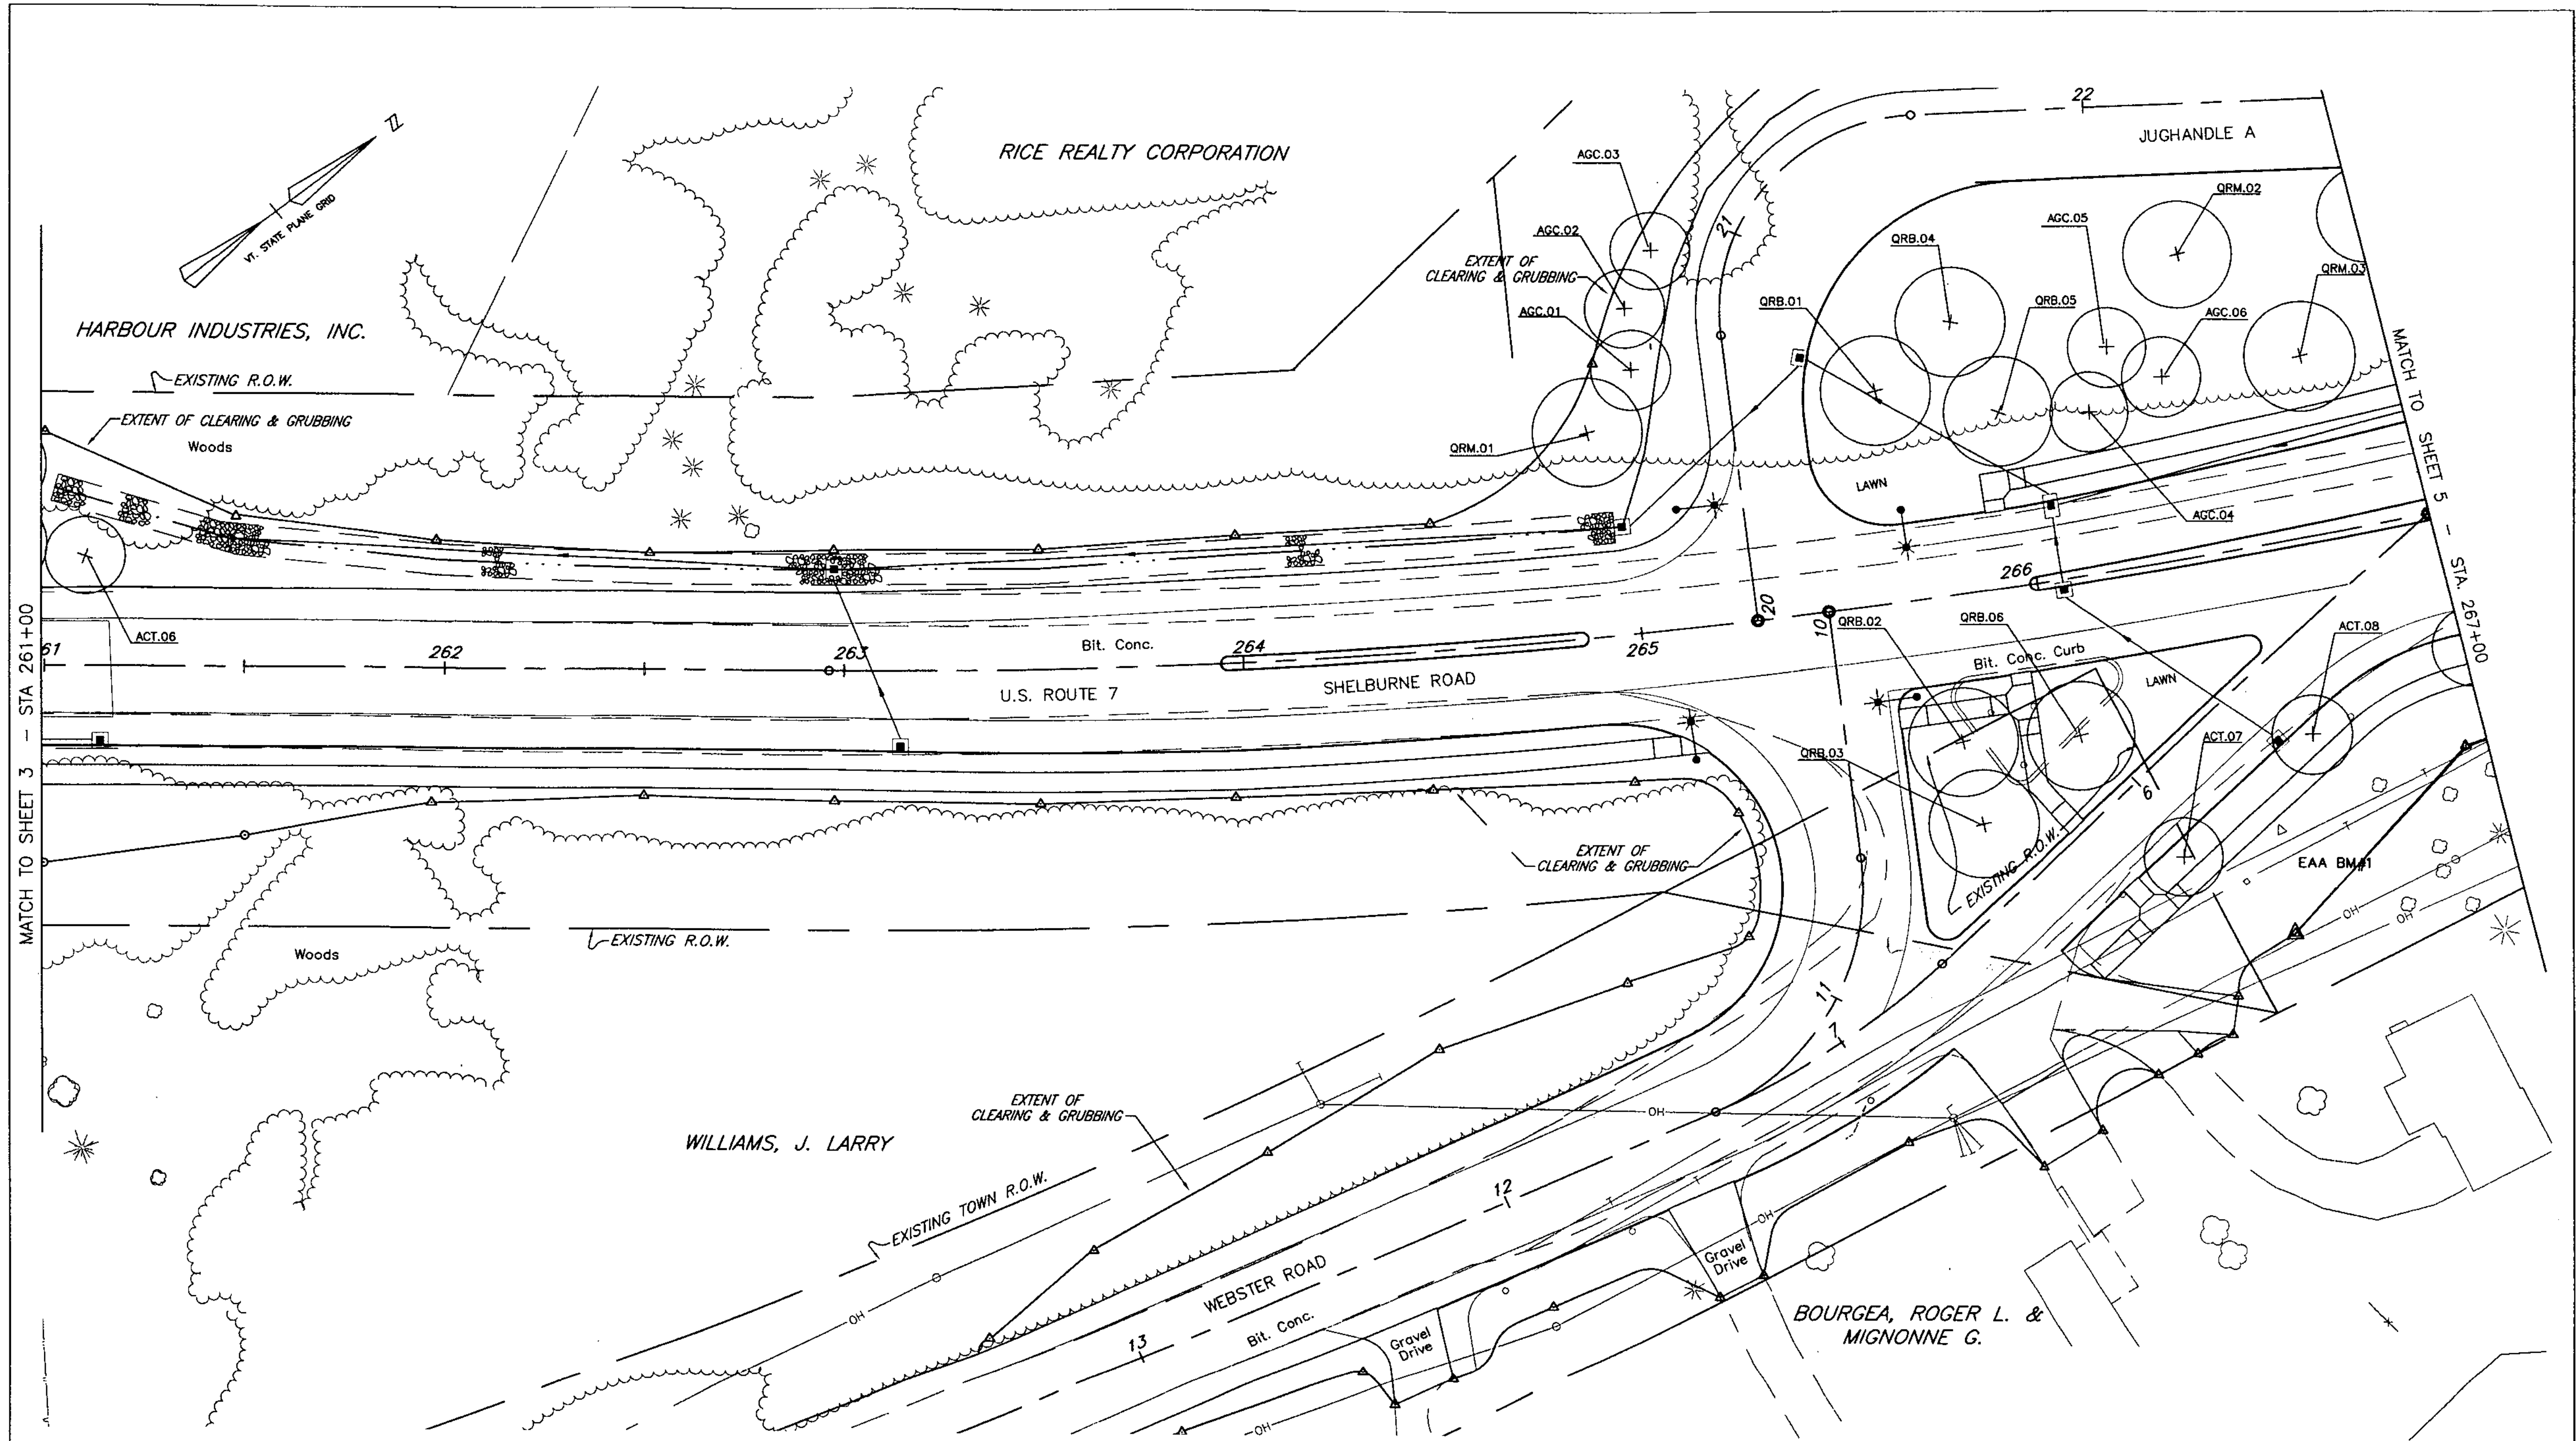 22
JUGHANDLE A
RICE REALTY CORPORATION
AGC.03
QRM.02
AGC.05
VT. STATE PLANE GRID
AGC.02
21
QRB.04
EXTENT OF
CLEARING & GRUBBING
QRM.03
AGC.01
QRB.01
QRB.05
AGC.06
HARBOUR INDUSTRIES, INC.
EXISTING R.O.W.
EXTENT OF CLEARING & GRUBBING
Woods
QRM.01
LAWN
AGC.04
MATCH TO SHEET 5 - STA. 267+00
MATCH TO SHEET 3 - STA 261+00
ACT.06
61
262
263
264
265
266
20
10
Bit. Conc.
U.S. ROUTE 7
SHELBURNE ROAD
QRB.02
QRB.06
ACT.08
Bit. Conc. Curb
LAWN
ACT.07
QRB.03
6
EXTENT OF
CLEARING & GRUBBING
EXISTING R.O.W.
EAA BM#1
OH
OH
EXISTING R.O.W.
Woods
11
7
EXTENT OF
CLEARING & GRUBBING
OH
WILLIAMS, J. LARRY
EXISTING TOWN R.O.W.
12
OH
Gravel
Drive
WEBSTER ROAD
OH
13
Bit. Conc.
Gravel
Drive
BOURGEA, ROGER L. &
MIGNONNE G.
OH